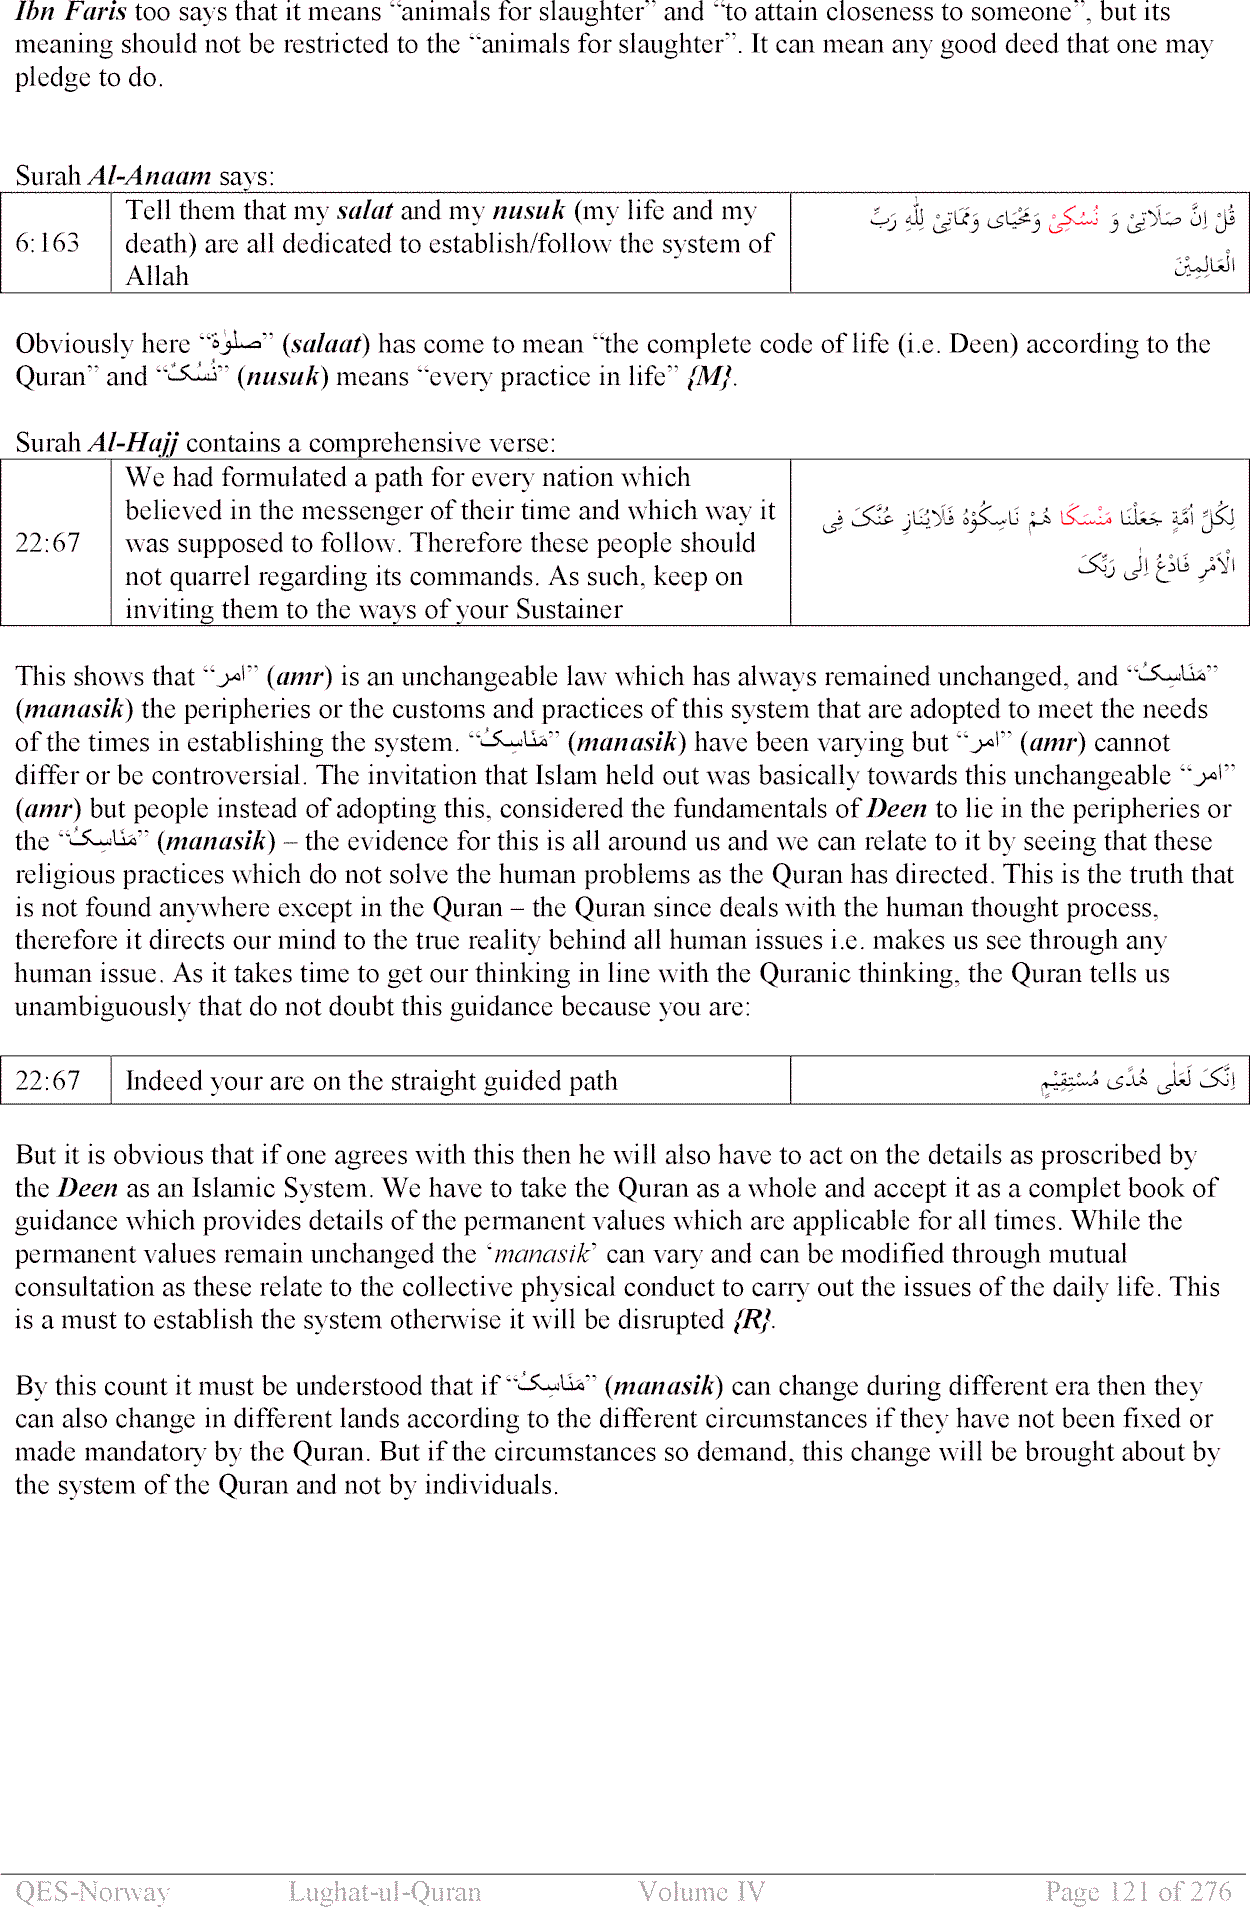 Ibn Faris too says that it means “animals for slaughter” and “to attain closeness to someone”, but its
meaning should not be restricted to the “animals for slaughter”. It can mean any good deed that one may
pledge to do.
Surah Al-Anaam says:
6:163
Tell them that my salat and my nusuk (my life and my
death) are all dedicated to establish/follow the system of
Allah
قُلْ اِنَّ صَلَاتِیْ وَ نُسُکِیْ وَمَحْیَای وَمَمَاتِیْ لِلّٰہِ رَبِّ
الْعَالِمِیْنَ
Obviously here “صلوٰۃ” (salaat) has come to mean “the complete code of life (i.e. Deen) according to the
Quran” and “نُسُکٌ” (nusuk) means “every practice in life” {M}.
Surah Al-Hajj contains a comprehensive verse:
22:67
We had formulated a path for every nation which
believed in the messenger of their time and which way it
was supposed to follow. Therefore these people should
not quarrel regarding its commands. As such, keep on
inviting them to the ways of your Sustainer
لِکُلِّ اُمَّةٍ جَعَلْنَا مَنْسَکَا ہُمْ نَاسِکُوْہُ فَلَایُنَازِ عُنَّکَ فِی
الْاَمْرِ فَادْعُ اِلٰی رَبِّکَ
This shows that “امر” (amr) is an unchangeable law which has always remained unchanged, and “مَنَاسِکُ”
(manasik) the peripheries or the customs and practices of this system that are adopted to meet the needs
of the times in establishing the system. “مَنَاسِکُ” (manasik) have been varying but “امر” (amr) cannot
differ or be controversial. The invitation that Islam held out was basically towards this unchangeable “امر”
(amr) but people instead of adopting this, considered the fundamentals of Deen to lie in the peripheries or
the “مَنَاسِکُ” (manasik) – the evidence for this is all around us and we can relate to it by seeing that these
religious practices which do not solve the human problems as the Quran has directed. This is the truth that
is not found anywhere except in the Quran – the Quran since deals with the human thought process,
therefore it directs our mind to the true reality behind all human issues i.e. makes us see through any
human issue. As it takes time to get our thinking in line with the Quranic thinking, the Quran tells us
unambiguously that do not doubt this guidance because you are:
22:67
Indeed your are on the straight guided path
اِنَّکَ لَعَلٰی ہُدًی مُسْتِقِیْمٍ
But it is obvious that if one agrees with this then he will also have to act on the details as proscribed by
the Deen as an Islamic System. We have to take the Quran as a whole and accept it as a complet book of
guidance which provides details of the permanent values which are applicable for all times. While the
permanent values remain unchanged the ‘manasik’ can vary and can be modified through mutual
consultation as these relate to the collective physical conduct to carry out the issues of the daily life. This
is a must to establish the system otherwise it will be disrupted {R}.
By this count it must be understood that if “مَنَاسِکُ” (manasik) can change during different era then they
can also change in different lands according to the different circumstances if they have not been fixed or
made mandatory by the Quran. But if the circumstances so demand, this change will be brought about by
the system of the Quran and not by individuals.
QES-Norway Lughat-ul-Quran Volume IV Page 121 of 276